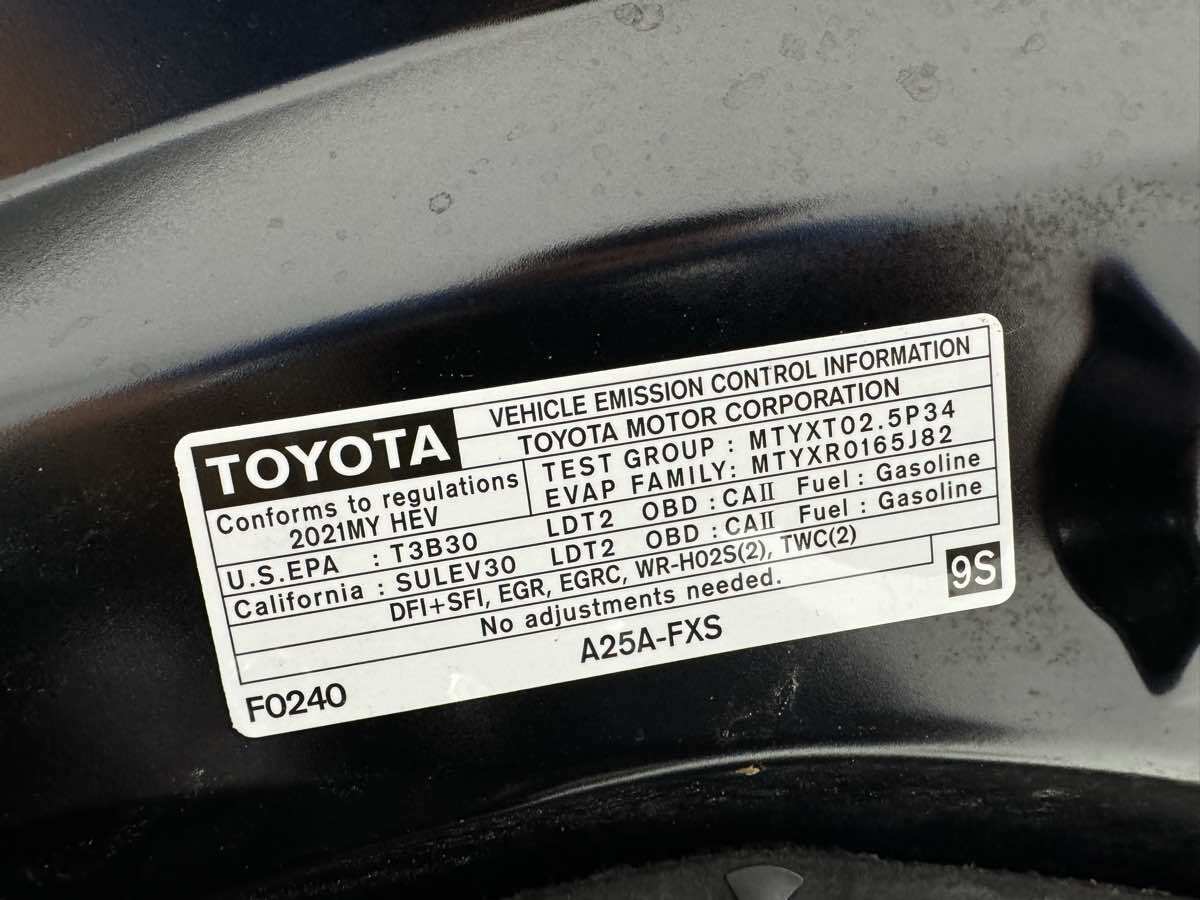 TOYOTA
VEHICLE EMISSION CONTROL INFORMATION
TOYOTA MOTOR CORPORATION
Conforms to regulations
2021MY HEV
TEST GROUP : MTYXT02.5P34
EVAP FAMILY: MTYXR0165J82
U.S.EPA : T3B30 LDT2 OBD : CAII Fuel : Gasoline
California : SULEV30 LDT2 OBD : CAII Fuel : Gasoline
DFI+SFI, EGR, EGRC, WR-HO2S(2), TWC(2)
No adjustments needed.
9S
A25A-FXS
F0240